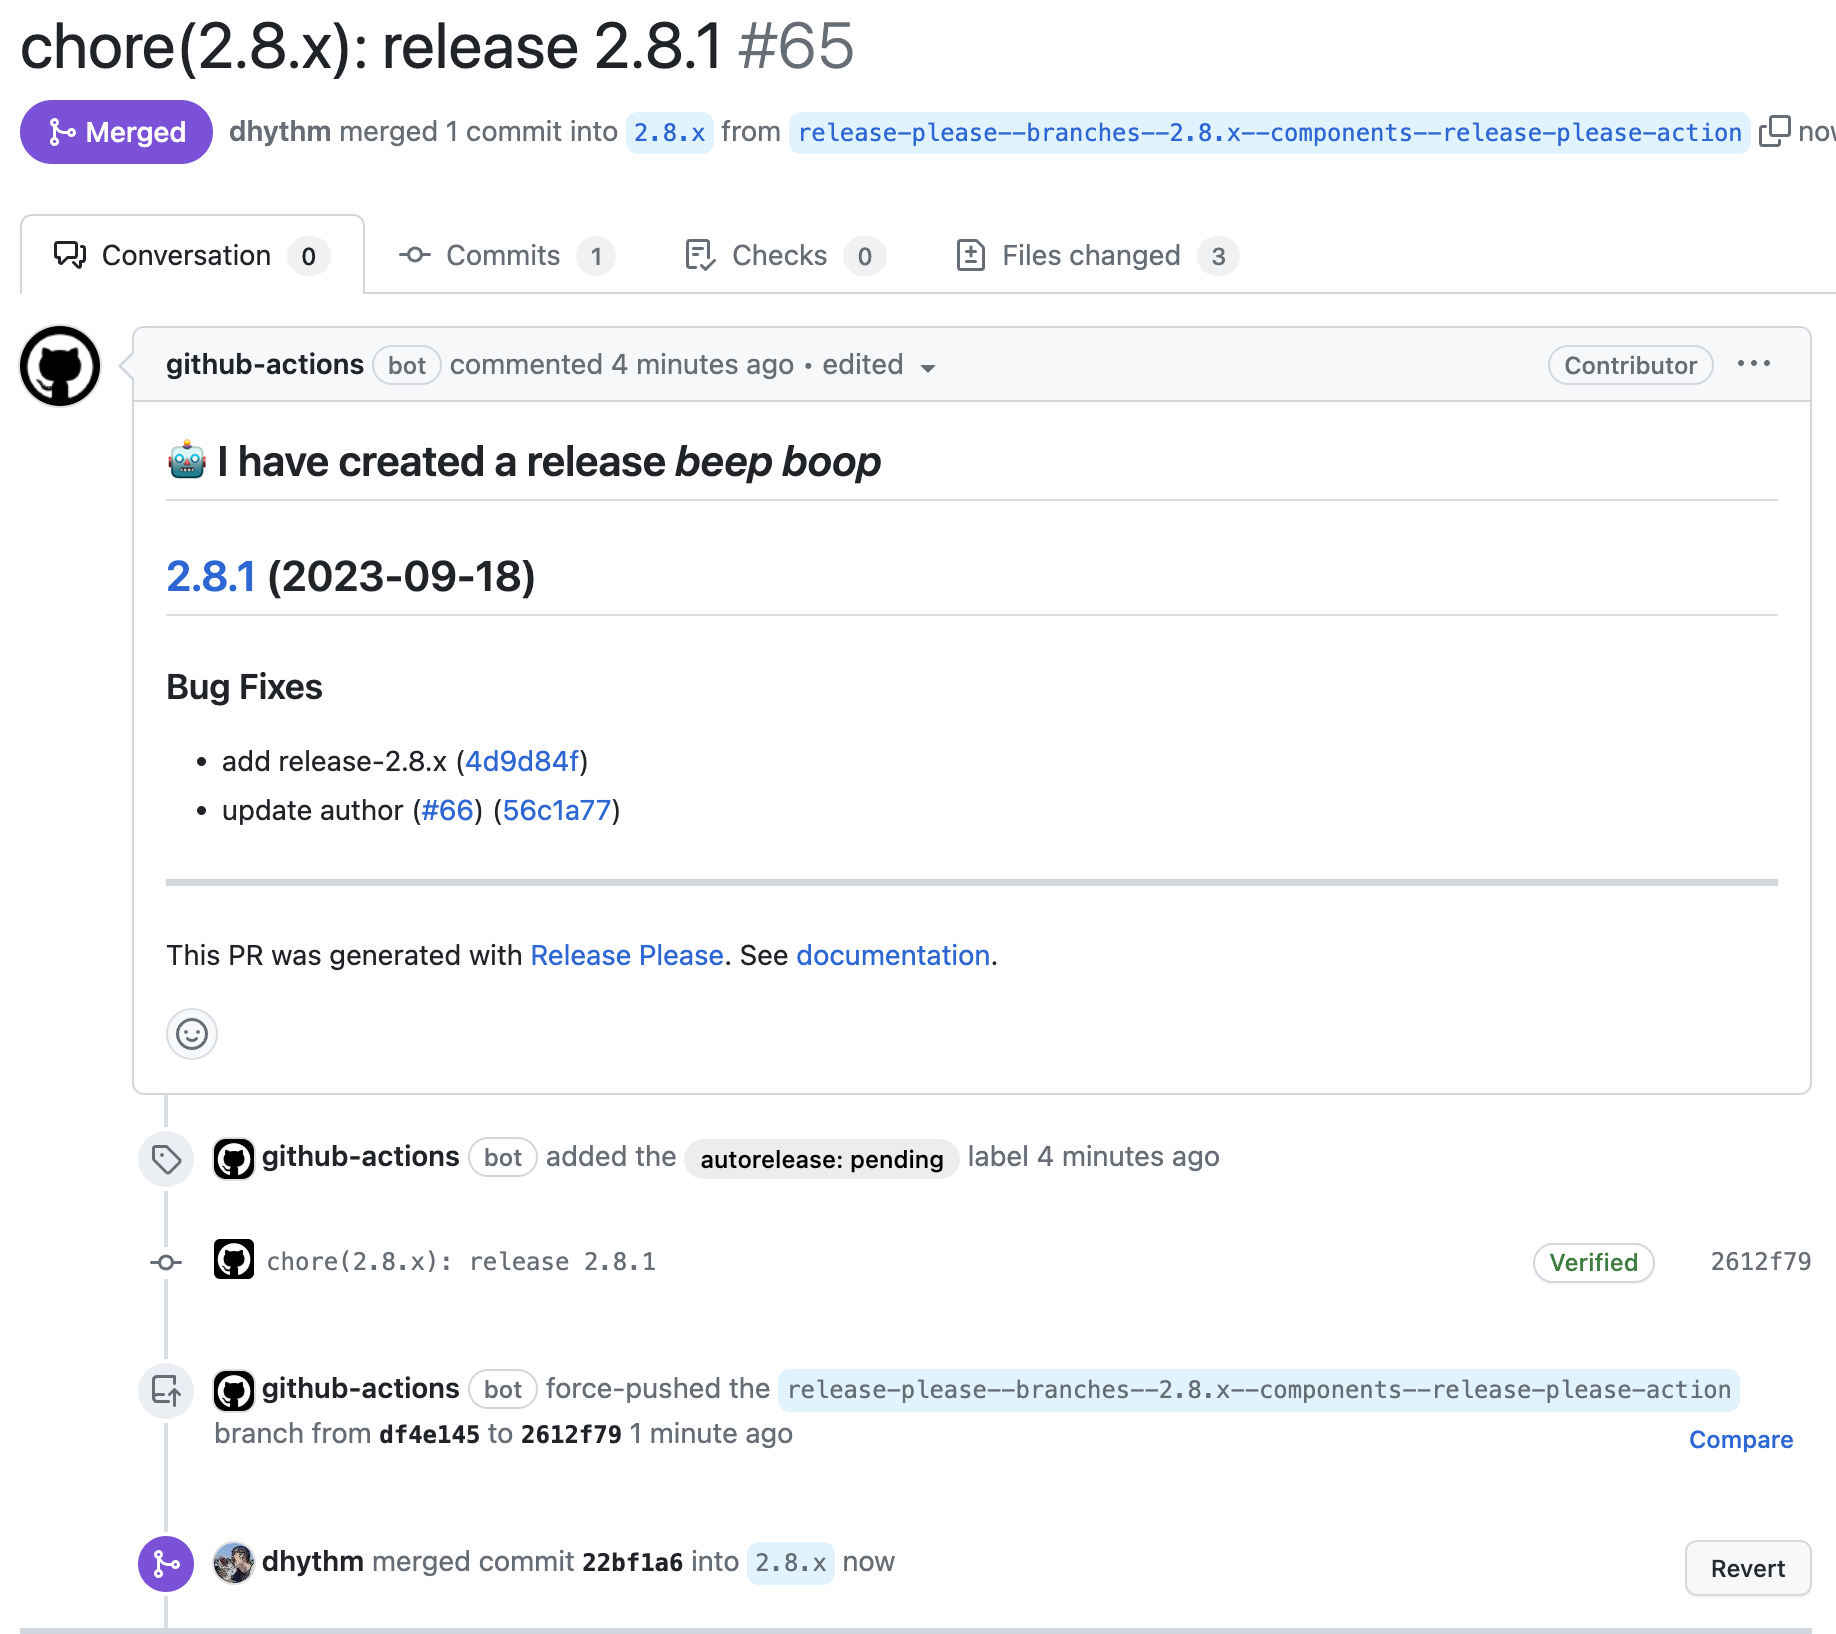 chore(2.8.x): release 2.8.1 #65
Merged dhythm merged 1 commit into 2.8.x from release-please--branches--2.8.x--components--release-please-action
Conversation 0 Commits 1 Checks 0 Files changed 3
github-actions bot commented 4 minutes ago • edited Contributor
I have created a release beep boop
2.8.1 (2023-09-18)
Bug Fixes
• add release-2.8.x (4d9d84f)
• update author (#66) (56c1a77)
This PR was generated with Release Please. See documentation.
github-actions bot added the autorelease: pending label 4 minutes ago
chore(2.8.x): release 2.8.1 Verified 2612f79
github-actions bot force-pushed the release-please--branches--2.8.x--components--release-please-action
branch from df4e145 to 2612f79 1 minute ago Compare
dhythm merged commit 22bf1a6 into 2.8.x now Revert